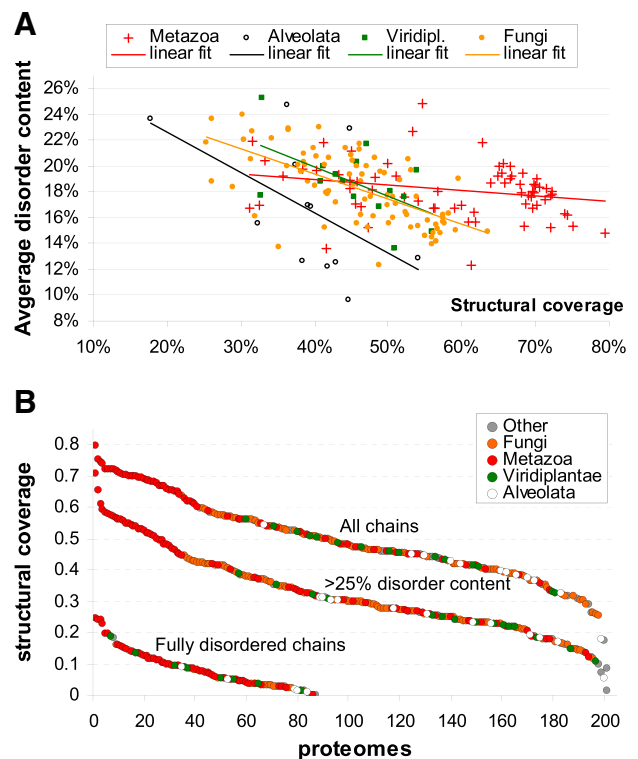 A
Metazoa Alveolata Viridipl. Fungi
linear fit linear fit linear fit linear fit
Avgerage disorder content
26%
24%
22%
20%
18%
16%
14%
12%
10%
8%
Structural coverage
10% 20% 30% 40% 50% 60% 70% 80%
B
Other
Fungi
Metazoa
Viridiplantae
Alveolata
structural coverage
0.8
0.7
0.6
0.5
0.4
0.3
0.2
0.1
0
All chains
>25% disorder content
Fully disordered chains
0 20 40 60 80 100 120 140 160 180 200
proteomes